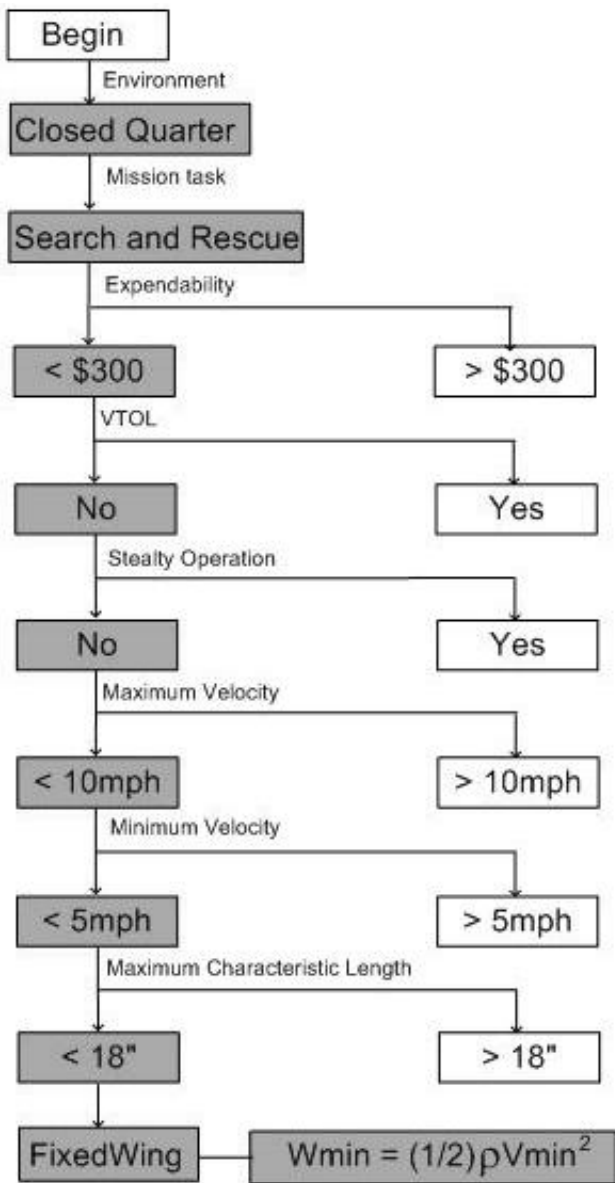 Begin
Environment
Closed Quarter
Mission task
Search and Rescue
Expendability
< $300
> $300
VTOL
No
Yes
Stealty Operation
No
Yes
Maximum Velocity
< 10mph
> 10mph
Minimum Velocity
< 5mph
> 5mph
Maximum Characteristic Length
< 18"
> 18"
FixedWing
Wmin = (1/2)ρVmin²